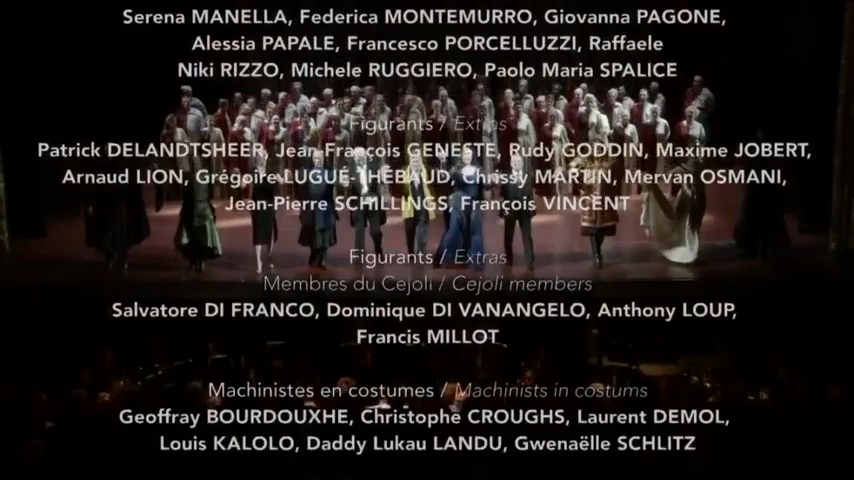 Serena MANELLA, Federica MONTEMURRO, Giovanna PAGONE,
Alessia PAPALE, Francesco PORCELLUZZI, Raffaele
Niki RIZZO, Michele RUGGIERO, Paolo Maria SPALICE
Figurants / Extras
Patrick DELANDTSHEER, Jean-François GENESTE, Rudy GODDIN, Maxime JOBERT,
Arnaud LION, Grégoire LUGUÉ-THÉBAUD, Chrissy MARTIN, Mervan OSMANI,
Jean-Pierre SCHILLINGS, François VINCENT
Figurants / Extras
Membres du Cejoli / Cejoli members
Salvatore DI FRANCO, Dominique DI VANANGELO, Anthony LOUP,
Francis MILLOT
Machinistes en costumes / Machinists in costums
Geoffray BOURDOUXHE, Christophe CROUGHS, Laurent DEMOL,
Louis KALOLO, Daddy Lukau LANDU, Gwenaëlle SCHLITZ